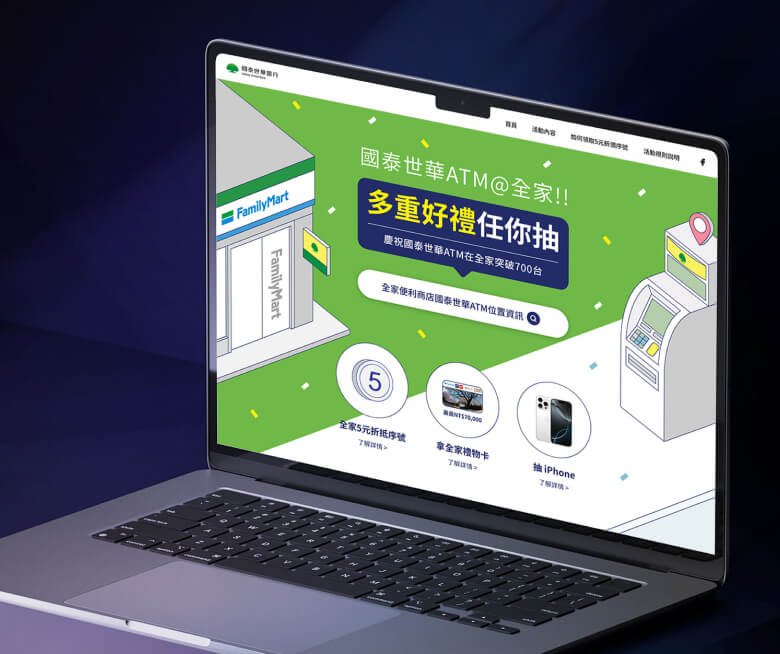 國泰世華銀行
首頁
活動內容
如何領取5元折價序號
活動規則說明
國泰世華ATM@全家!!
多重好禮任你抽
慶祝國泰世華ATM在全家突破700台
全家便利商店國泰世華ATM位置資訊
FamilyMart
FamilyMart
5
全家5元折抵序號
了解詳情 >
拿全家禮物卡
了解詳情 >
抽 iPhone
了解詳情 >